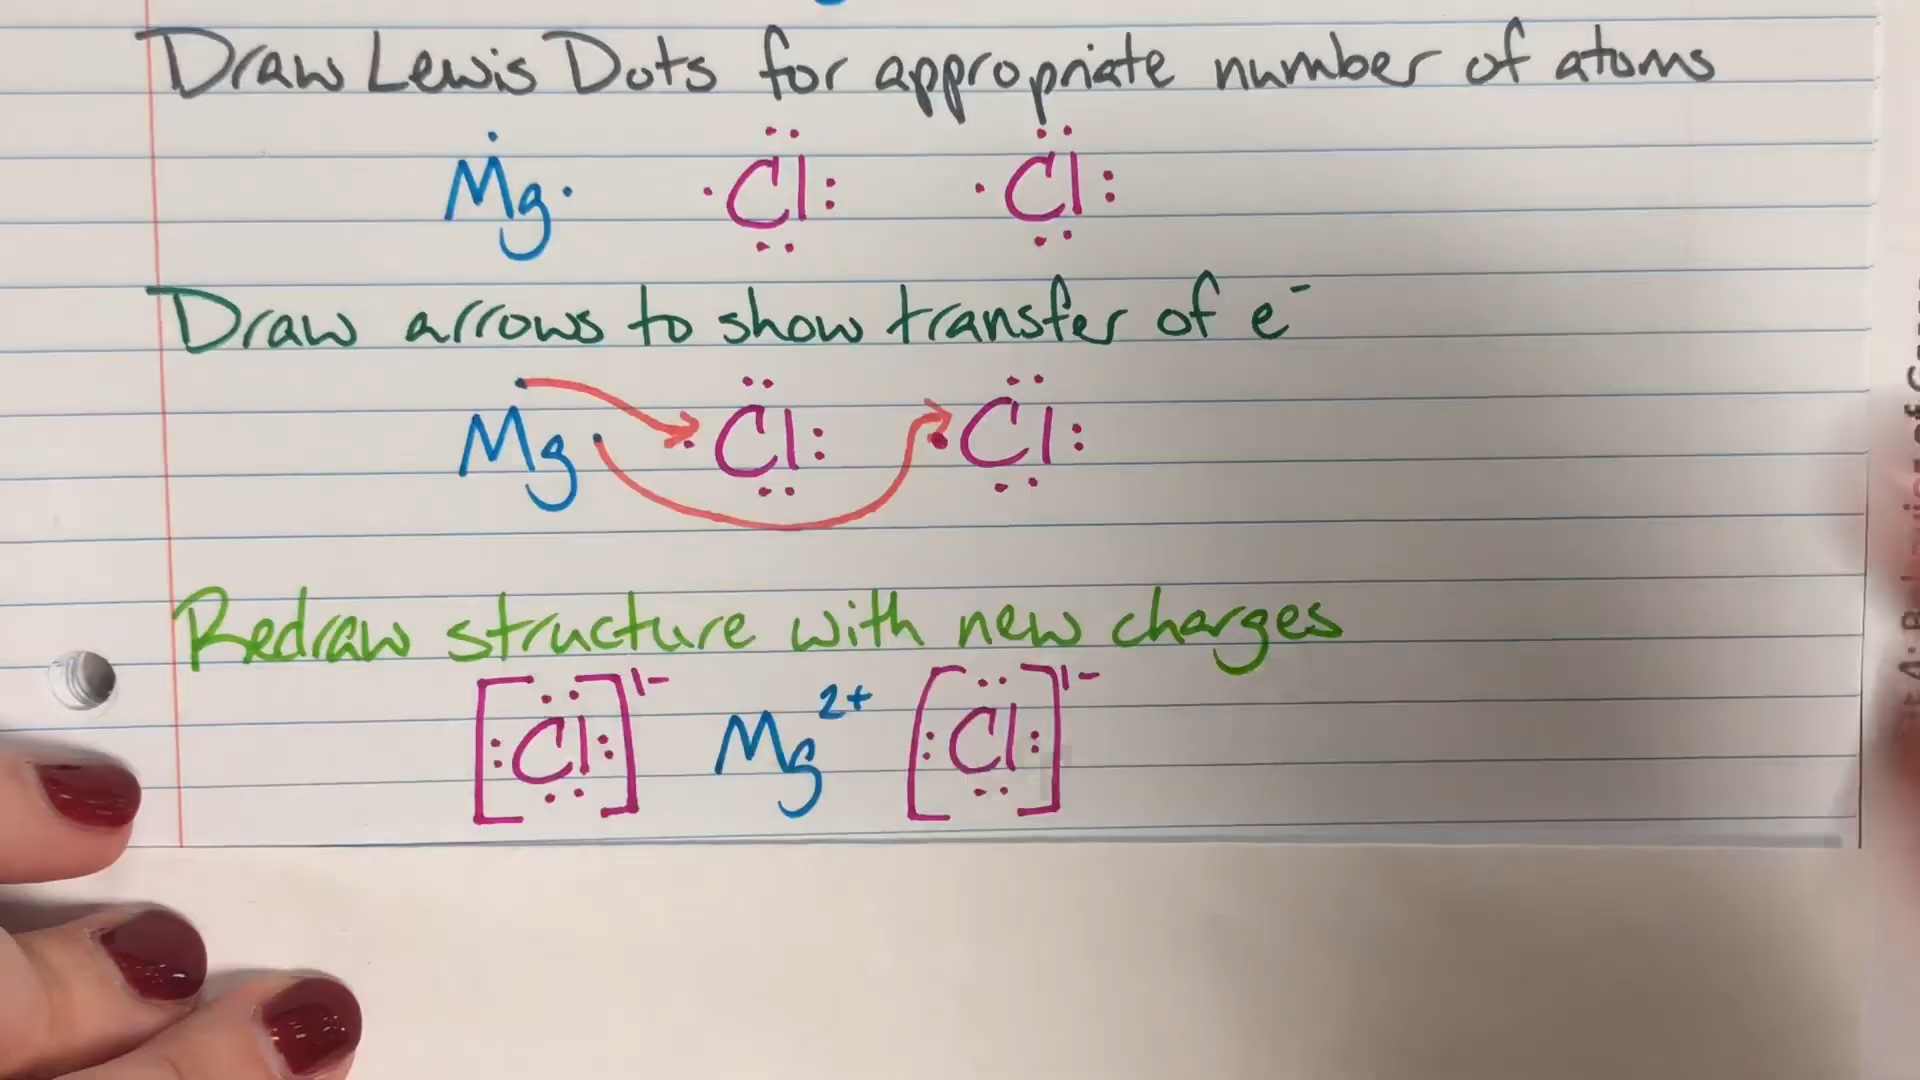 Draw Lewis Dots for appropriate number of atoms
Mg Cl Cl
Draw arrows to show transfer of e⁻
Mg Cl Cl
Redraw structure with new charges
[Cl]¹⁻ Mg²⁺ [Cl]¹⁻